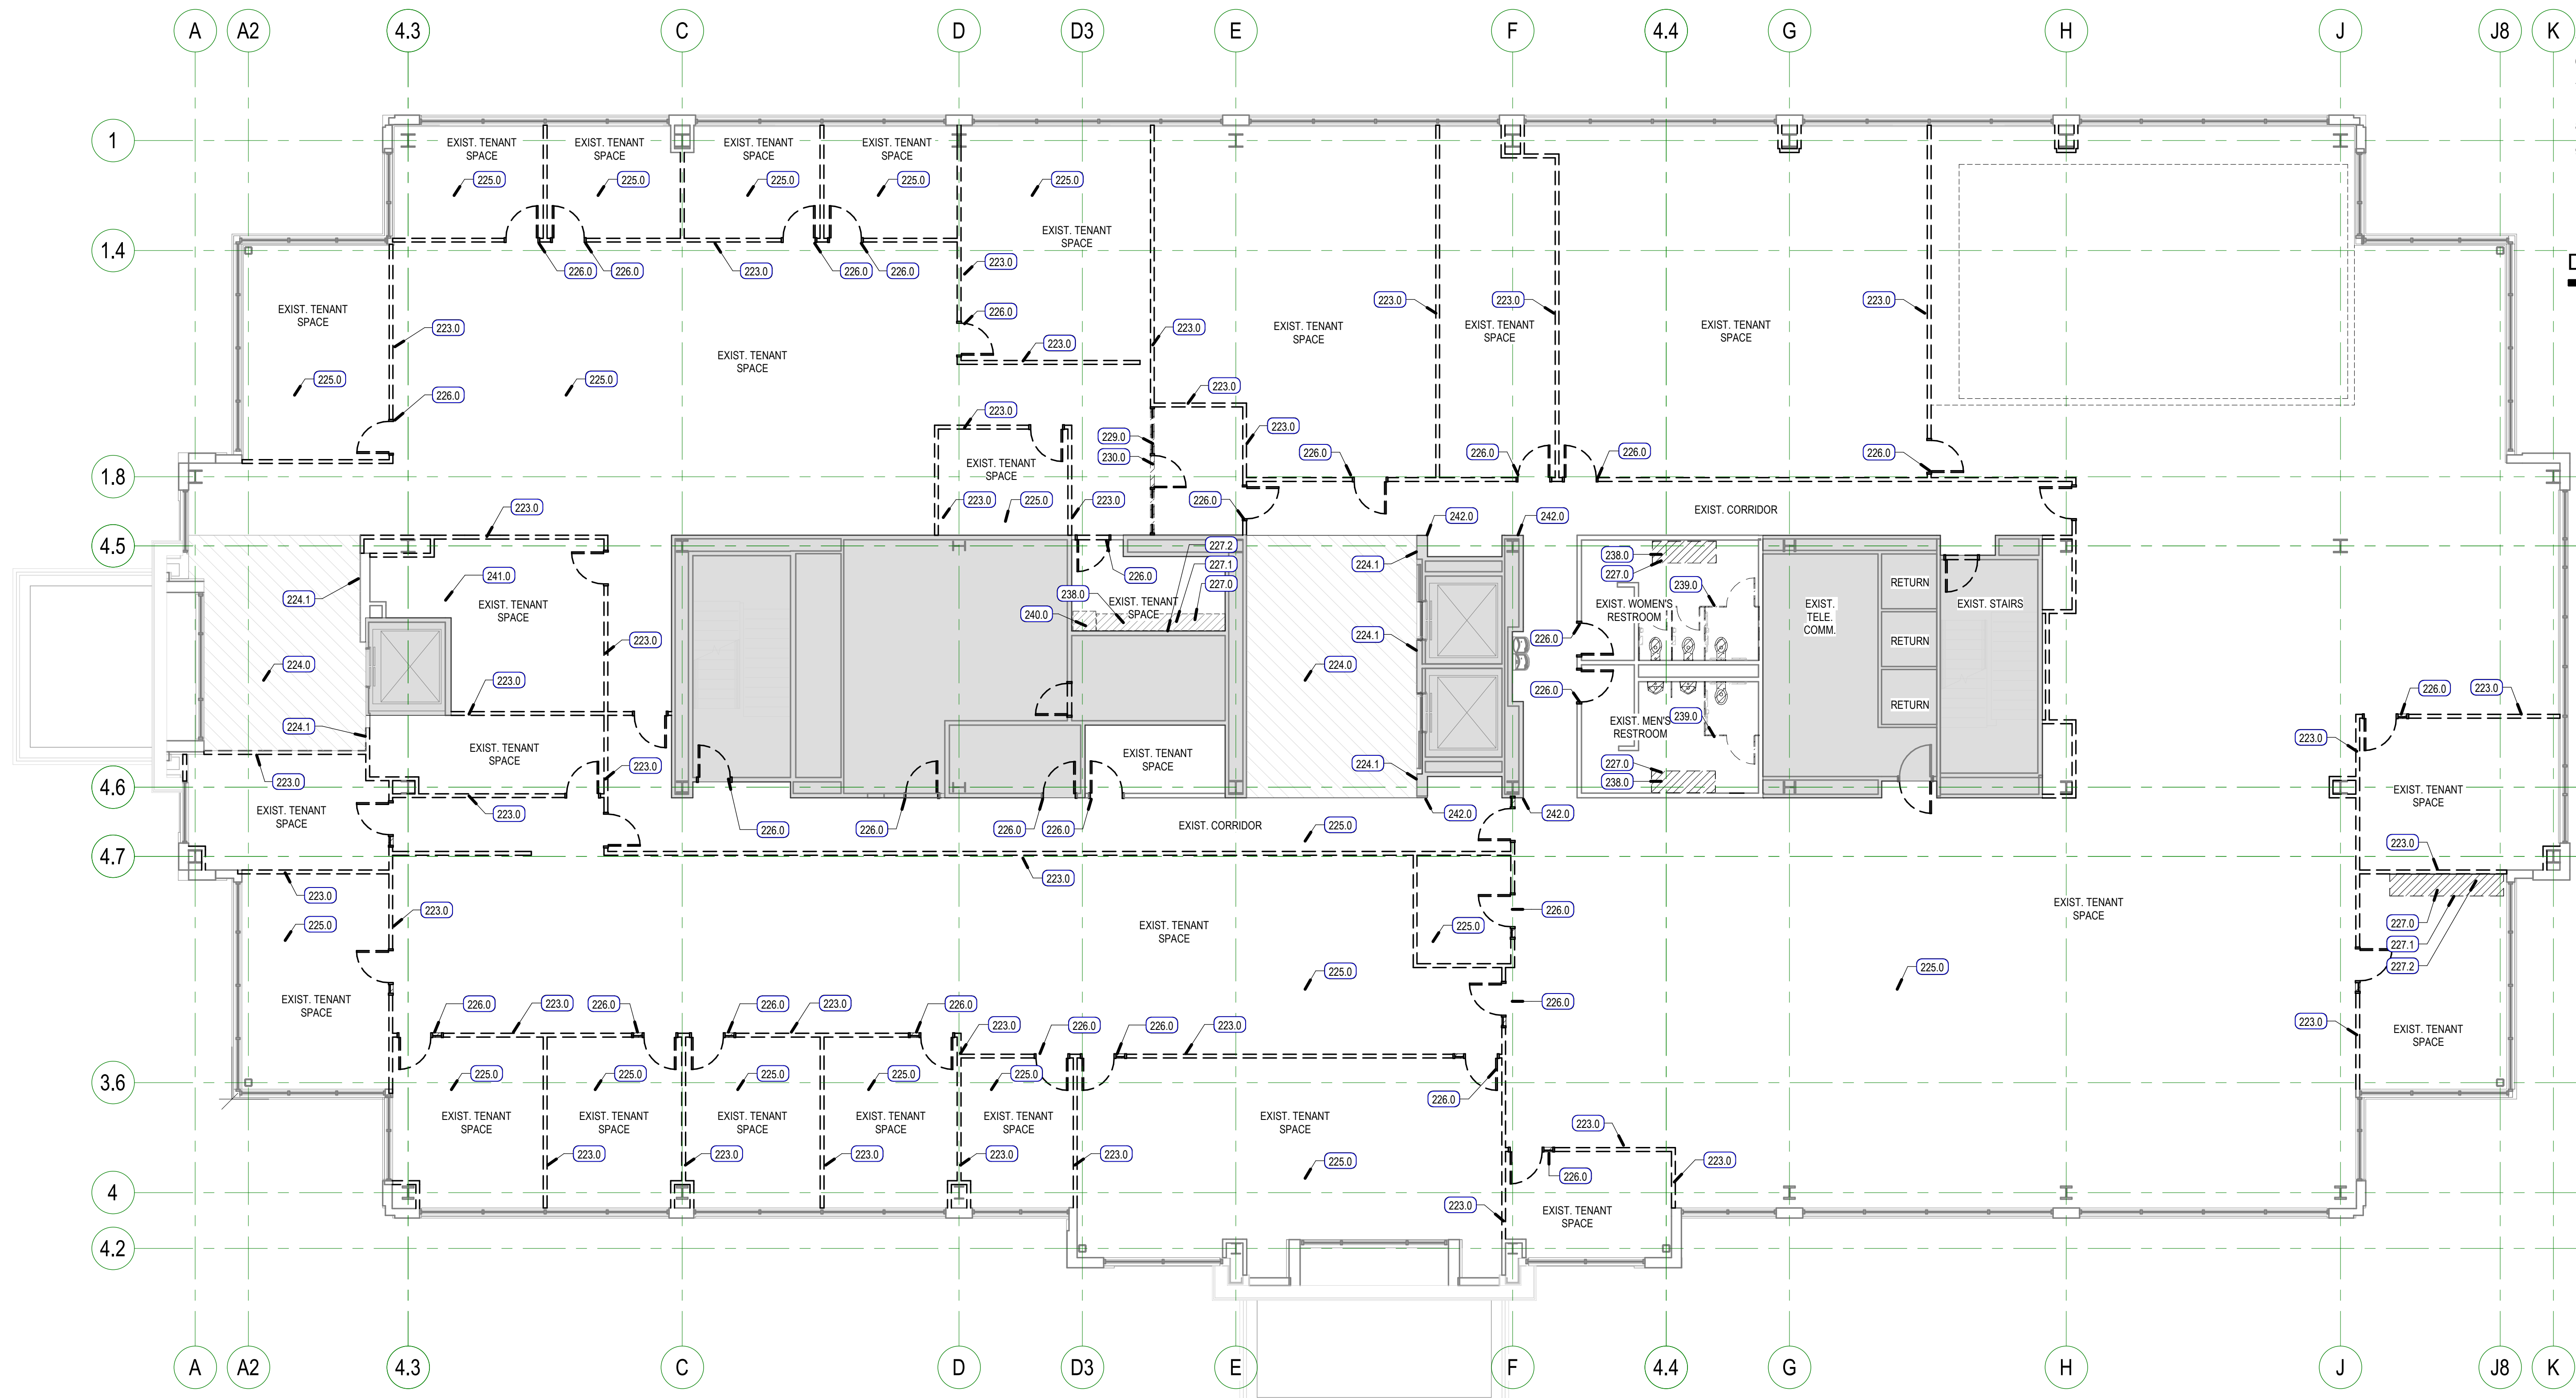 A
A2
4.3
C
D
D3
E
F
4.4
G
H
J
J8
K
1
EXIST. TENANT
SPACE
EXIST. TENANT
SPACE
EXIST. TENANT
SPACE
EXIST. TENANT
SPACE
225.0
225.0
225.0
225.0
225.0
EXIST. TENANT
SPACE
1.4
226.0
226.0
223.0
226.0
226.0
223.0
EXIST. TENANT
SPACE
223.0
223.0
223.0
226.0
223.0
223.0
EXIST. TENANT
SPACE
EXIST. TENANT
SPACE
EXIST. TENANT
SPACE
223.0
EXIST. TENANT
SPACE
225.0
225.0
226.0
223.0
223.0
223.0
229.0
230.0
226.0
226.0
226.0
226.0
1.8
EXIST. TENANT
SPACE
223.0
225.0
223.0
226.0
223.0
EXIST. CORRIDOR
242.0
242.0
4.5
227.2
227.1
227.0
224.1
238.0
227.0
241.0
226.0
238.0
240.0
EXIST. TENANT
SPACE
239.0
RETURN
224.1
EXIST. TENANT
SPACE
EXIST. WOMEN'S
RESTROOM
EXIST.
TELE.
COMM.
EXIST. STAIRS
223.0
224.1
226.0
RETURN
224.0
224.0
223.0
226.0
RETURN
226.0
223.0
224.1
EXIST. MEN'S
RESTROOM
239.0
223.0
EXIST. TENANT
SPACE
EXIST. TENANT
SPACE
223.0
223.0
224.1
227.0
238.0
4.6
EXIST. TENANT
SPACE
223.0
242.0
242.0
EXIST. TENANT
SPACE
226.0
226.0
226.0
226.0
EXIST. CORRIDOR
225.0
223.0
4.7
223.0
223.0
223.0
225.0
EXIST. TENANT
SPACE
225.0
226.0
EXIST. TENANT
SPACE
227.0
227.1
227.2
225.0
225.0
EXIST. TENANT
SPACE
226.0
223.0
226.0
226.0
223.0
226.0
226.0
223.0
226.0
226.0
223.0
223.0
EXIST. TENANT
SPACE
3.6
225.0
225.0
225.0
225.0
225.0
226.0
EXIST. TENANT
SPACE
EXIST. TENANT
SPACE
EXIST. TENANT
SPACE
EXIST. TENANT
SPACE
EXIST. TENANT
SPACE
EXIST. TENANT
SPACE
223.0
223.0
223.0
223.0
223.0
223.0
225.0
226.0
223.0
4
223.0
EXIST. TENANT
SPACE
4.2
A
A2
4.3
C
D
D3
E
F
4.4
G
H
J
J8
K